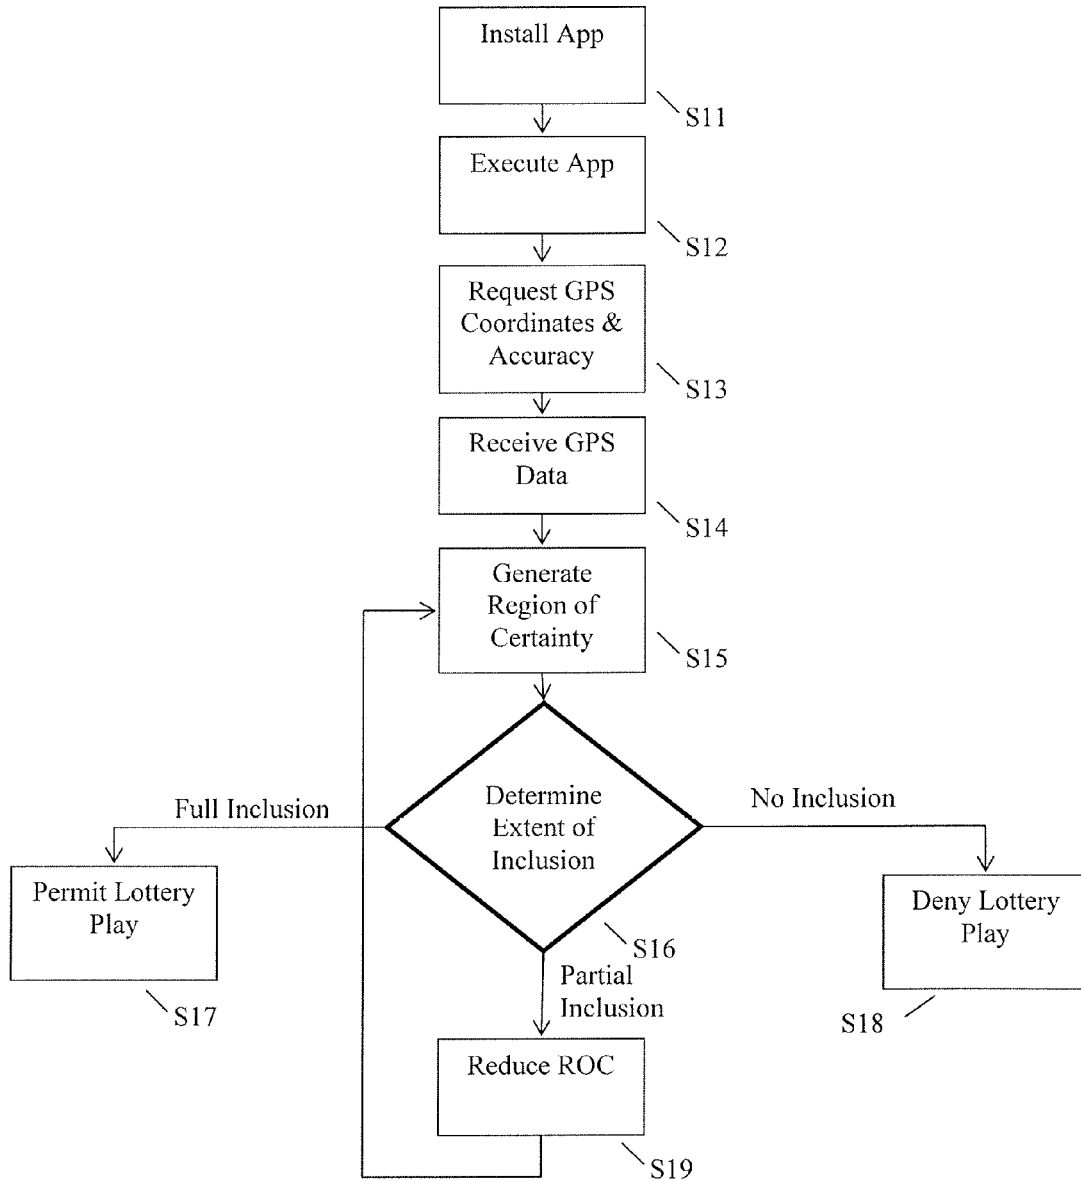 Install App
S11
Execute App
S12
Request GPS
Coordinates &
Accuracy
S13
Receive GPS
Data
S14
Generate
Region of
Certainty
S15
Full Inclusion
Determine
Extent of
Inclusion
No Inclusion
S16
Permit Lottery
Play
S17
Deny Lottery
Play
S18
Partial
Inclusion
Reduce ROC
S19